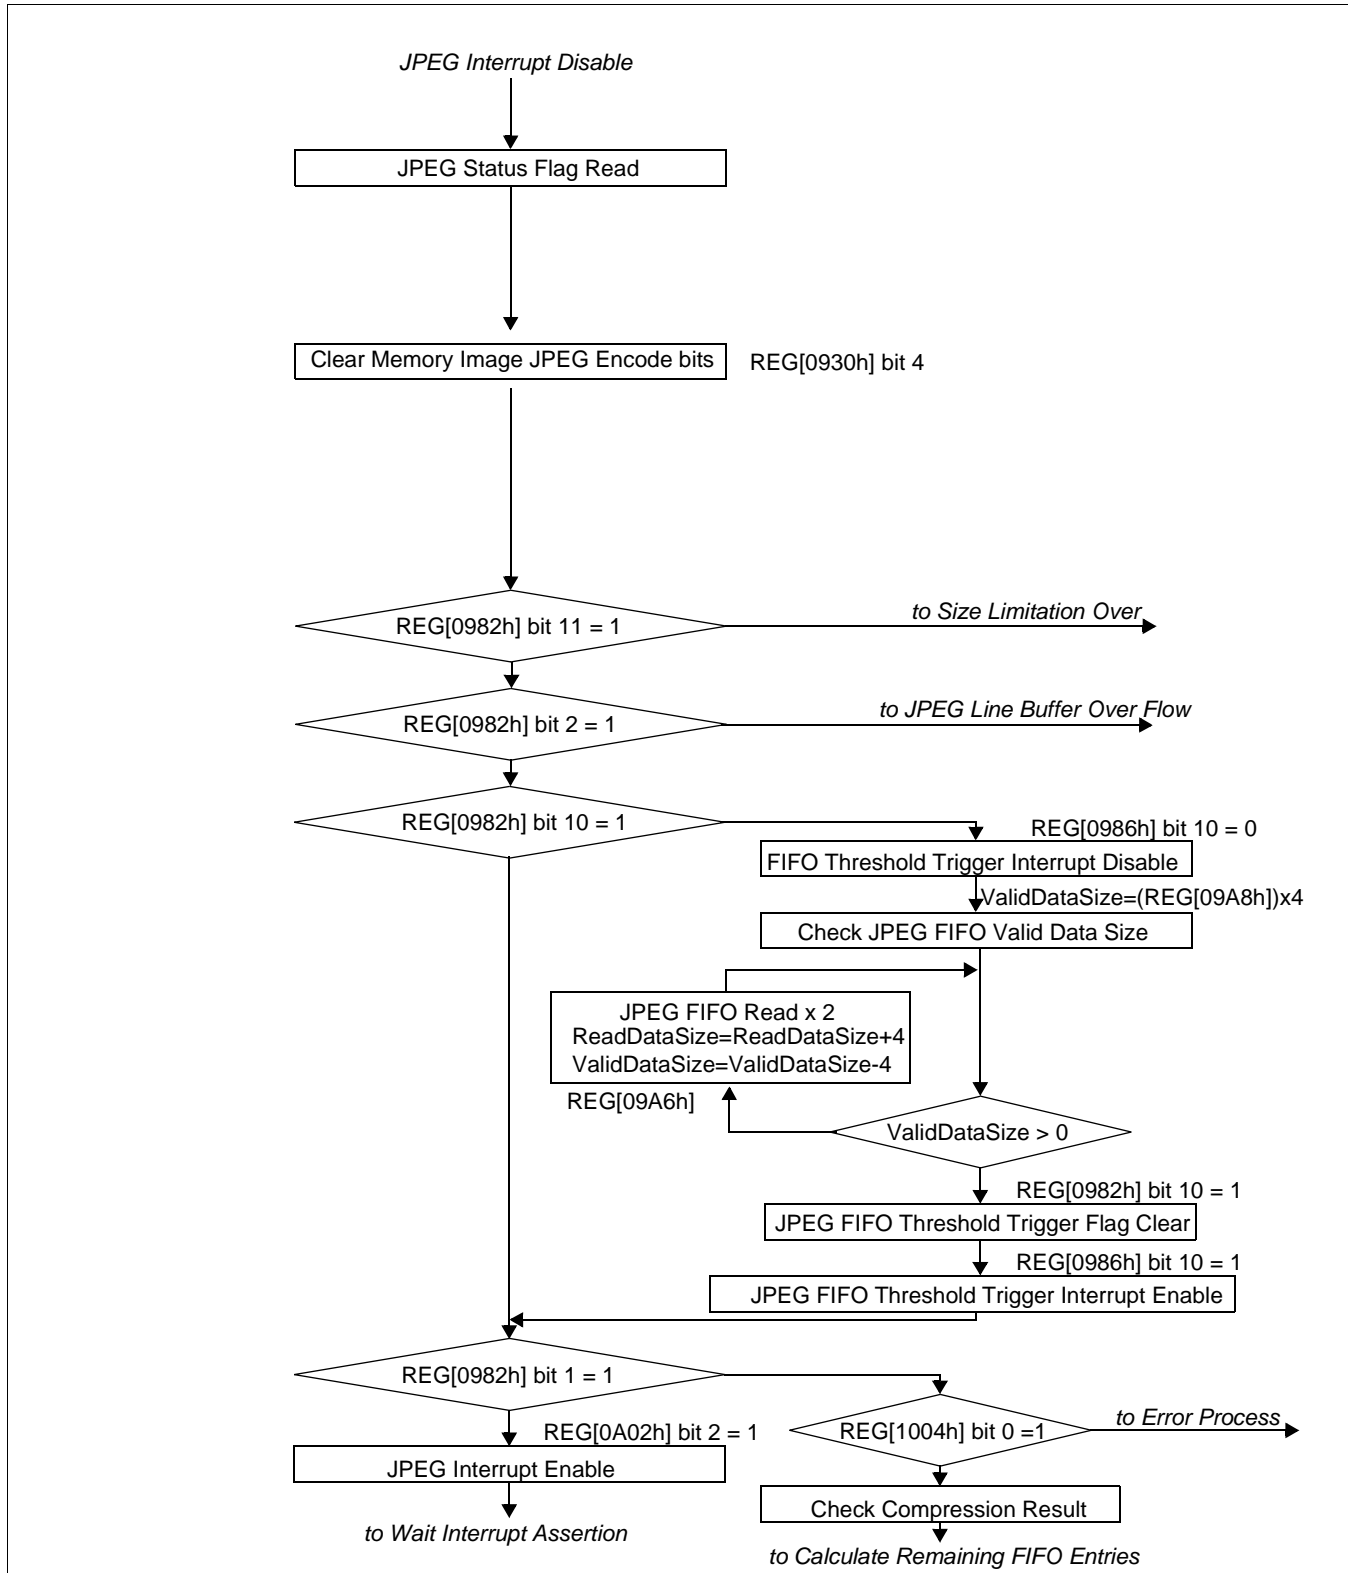 JPEG Interrupt Disable
JPEG Status Flag Read
Clear Memory Image JPEG Encode bits
REG[0930h] bit 4
REG[0982h] bit 11 = 1
to Size Limitation Over
REG[0982h] bit 2 = 1
to JPEG Line Buffer Over Flow
REG[0982h] bit 10 = 1
REG[0986h] bit 10 = 0
FIFO Threshold Trigger Interrupt Disable
ValidDataSize=(REG[09A8h])x4
Check JPEG FIFO Valid Data Size
JPEG FIFO Read x 2
ReadDataSize=ReadDataSize+4
ValidDataSize=ValidDataSize-4
REG[09A6h]
ValidDataSize > 0
REG[0982h] bit 10 = 1
JPEG FIFO Threshold Trigger Flag Clear
REG[0986h] bit 10 = 1
JPEG FIFO Threshold Trigger Interrupt Enable
REG[0982h] bit 1 = 1
REG[0A02h] bit 2 = 1
JPEG Interrupt Enable
to Wait Interrupt Assertion
REG[1004h] bit 0 =1
to Error Process
Check Compression Result
to Calculate Remaining FIFO Entries